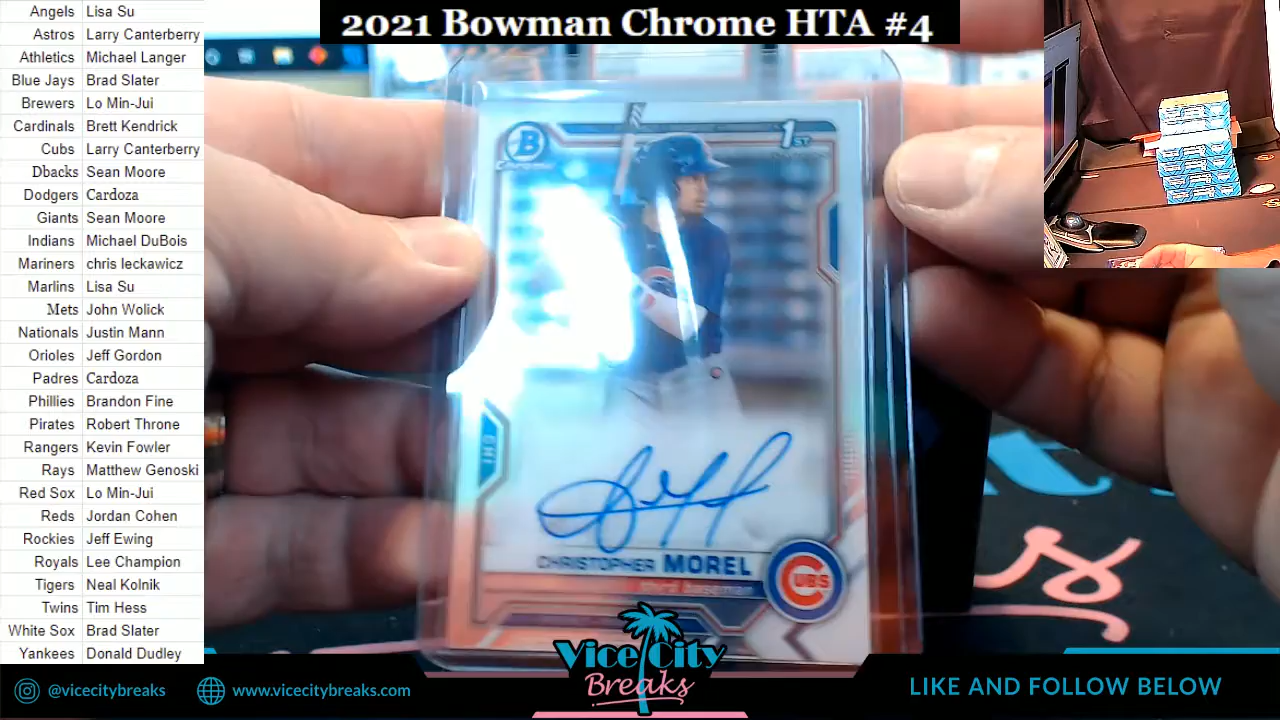 2021 Bowman Chrome HTA #4
Angels Lisa Su
Astros Larry Canterberry
Athletics Michael Langer
Blue Jays Brad Slater
Brewers Lo Min-Jui
Cardinals Brett Kendrick
Cubs Larry Canterberry
Dbacks Sean Moore
Dodgers Cardoza
Giants Sean Moore
Indians Michael DuBois
Mariners chris leckawicz
Marlins Lisa Su
Mets John Wolick
Nationals Justin Mann
Orioles Jeff Gordon
Padres Cardoza
Phillies Brandon Fine
Pirates Robert Throne
Rangers Kevin Fowler
Rays Matthew Genoski
Red Sox Lo Min-Jui
Reds Jordan Cohen
Rockies Jeff Ewing
Royals Lee Champion
Tigers Neal Kolnik
Twins Tim Hess
White Sox Brad Slater
Yankees Donald Dudley
B
Chrome
1ST
CHRISTOPHER MOREL
third baseman
CUBS
Vice City
Breaks
@vicecitybreaks
www.vicecitybreaks.com
LIKE AND FOLLOW BELOW